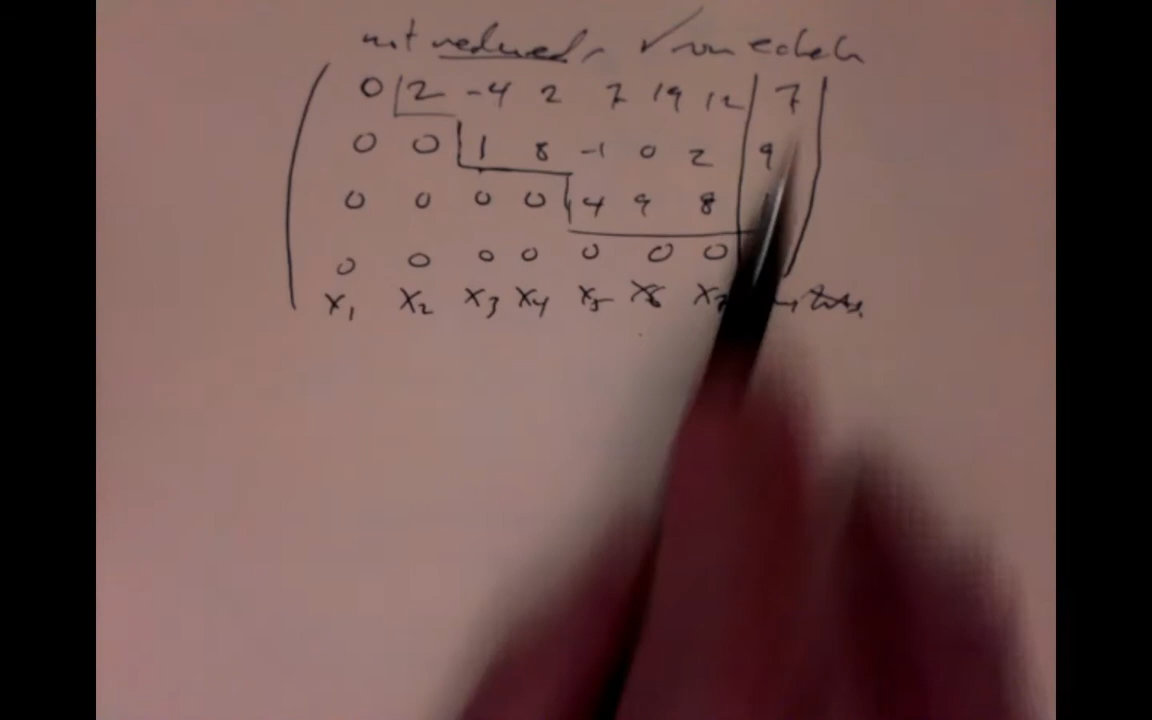 not reduced, ✓ row echelon
0 2 -4 2 7 19 12 | 7
0 0 1 8 -1 0 2 | 9
0 0 0 0 4 9 8
0 0 0 0 0 0 0
x1 x2 x3 x4 x5 x6 x7